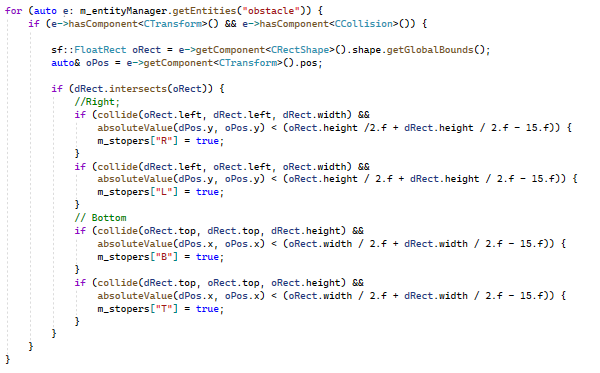 for (auto e: m_entityManager.getEntities("obstacle")) {
if (e->hasComponent<CTransform>() && e->hasComponent<CCollision>()) {
sf::FloatRect oRect = e->getComponent<CRectShape>().shape.getGlobalBounds();
auto& oPos = e->getComponent<CTransform>().pos;
if (dRect.intersects(oRect)) {
//Right;
if (collide(oRect.left, dRect.left, dRect.width) &&
absoluteValue(dPos.y, oPos.y) < (oRect.height /2.f + dRect.height / 2.f - 15.f)) {
m_stopers["R"] = true;
}
if (collide(dRect.left, oRect.left, oRect.width) &&
absoluteValue(dPos.y, oPos.y) < (oRect.height / 2.f + dRect.height / 2.f - 15.f)) {
m_stopers["L"] = true;
}
// Bottom
if (collide(oRect.top, dRect.top, dRect.height) &&
absoluteValue(dPos.x, oPos.x) < (oRect.width / 2.f + dRect.width / 2.f - 15.f)) {
m_stopers["B"] = true;
}
if (collide(dRect.top, oRect.top, oRect.height) &&
absoluteValue(dPos.x, oPos.x) < (oRect.width / 2.f + dRect.width / 2.f - 15.f)) {
m_stopers["T"] = true;
}
}
}
}